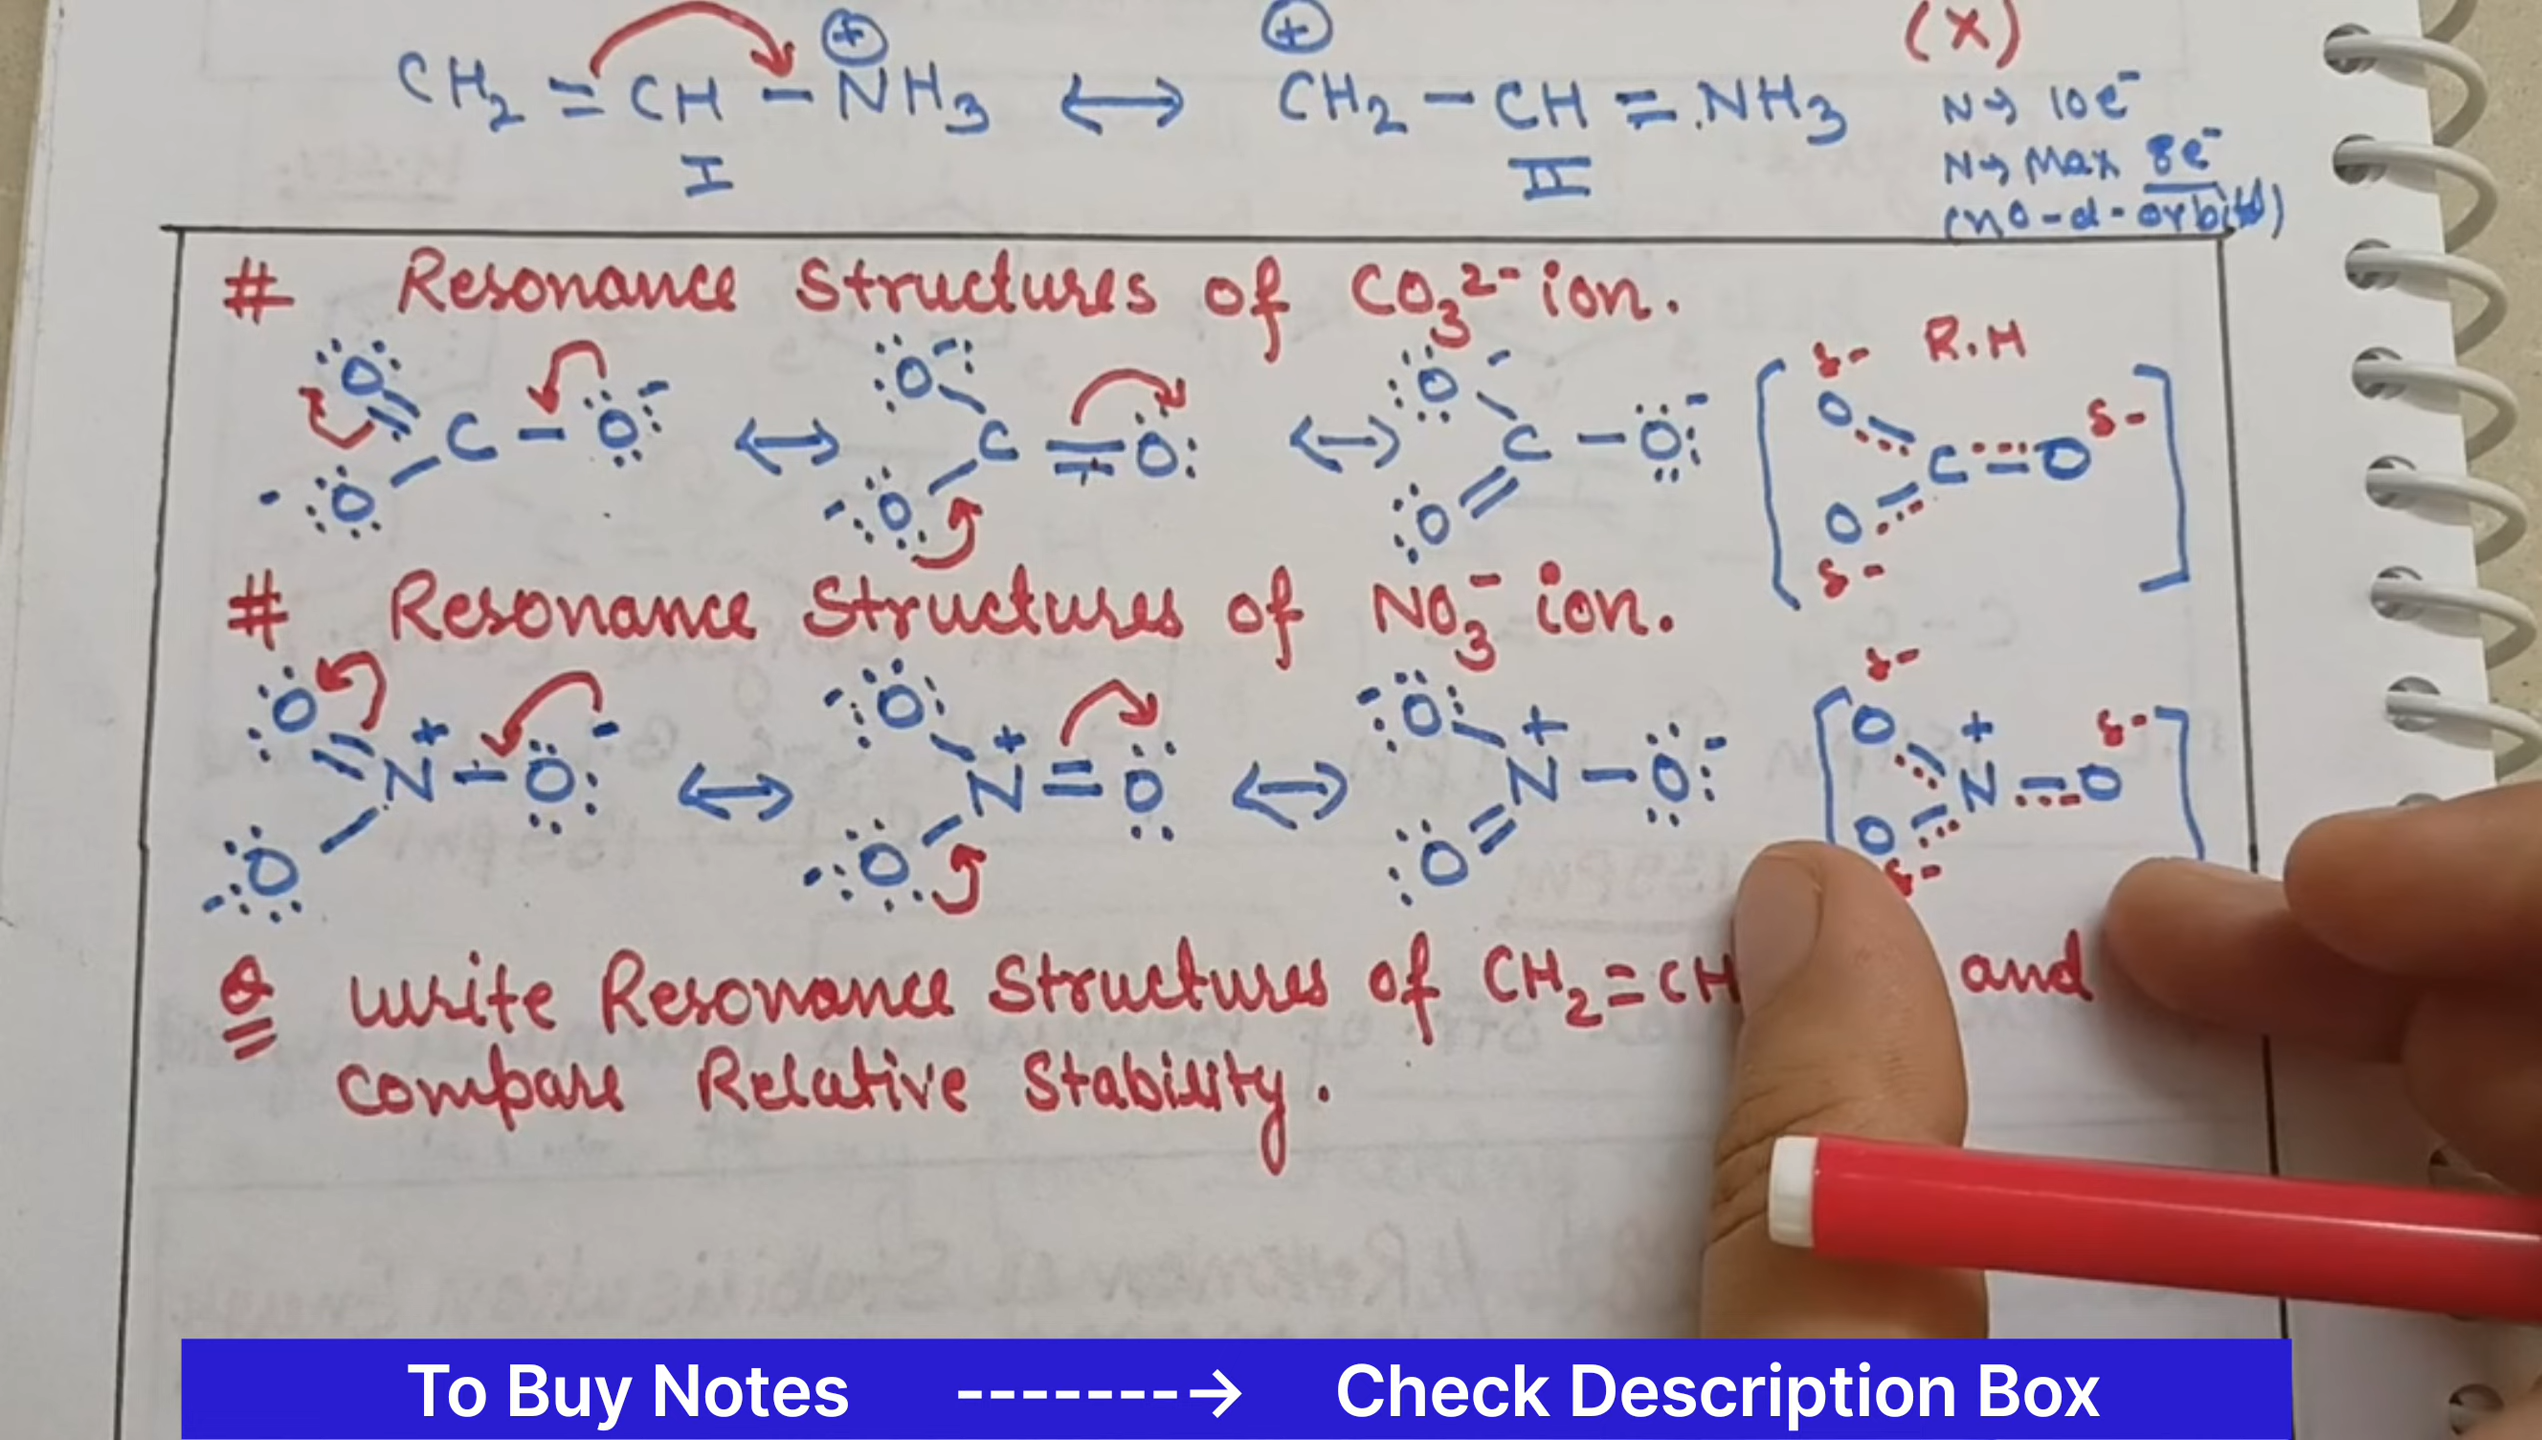 CH₂ = CH – N⊕H₃ ↔ ⊕CH₂ – CH = NH₃ (×)
I II
N→ 10e⁻
N→ Max 8e⁻
(no-d-orbital)
# Resonance Structures of CO₃²⁻ ion.
R.H
O C O O ↔ O C O O ↔ O C O O [O C O O] δ- δ- δ-
# Resonance Structures of NO₃⁻ ion.
O N+ O O ↔ O N+ O O ↔ O N+ O O [O N+ O O] δ- δ- δ-
Q Write Resonance Structures of CH₂=CH and
Compare Relative Stability.
To Buy Notes -------→ Check Description Box